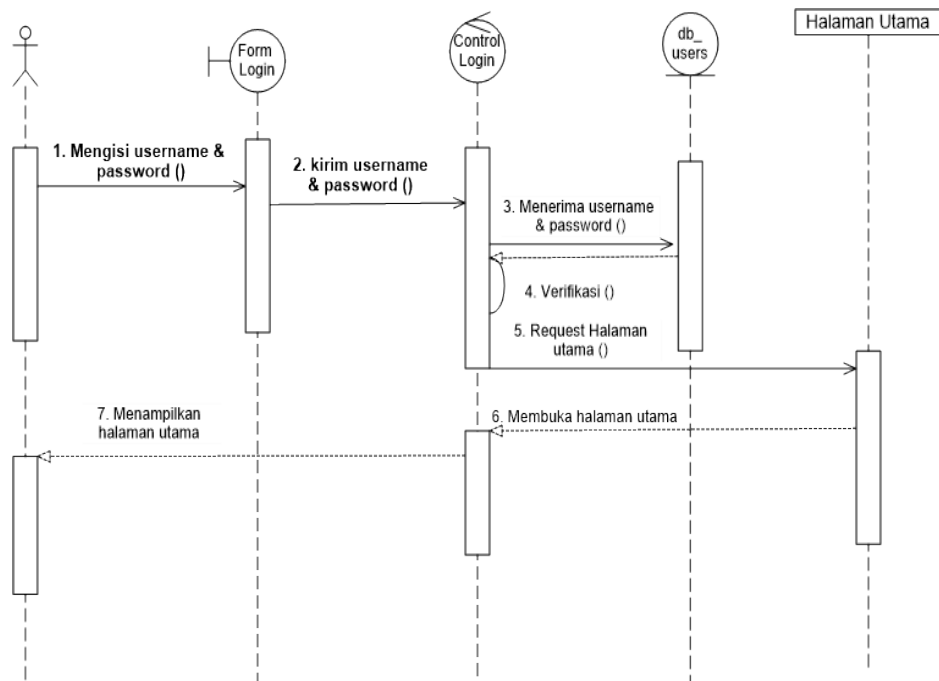 Form
Login
Control
Login
db_
users
Halaman Utama
1. Mengisi username &
password ()
2. kirim username
& password ()
3. Menerima username
& password ()
4. Verifikasi ()
5. Request Halaman
utama ()
6. Membuka halaman utama
7. Menampilkan
halaman utama